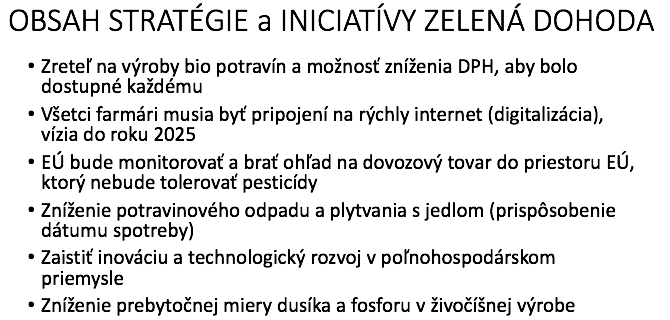 OBSAH STRATÉGIE a INICIATÍVY ZELENÁ DOHODA
• Zreteľ na výroby bio potravín a možnosť zníženia DPH, aby bolo
dostupné každému
• Všetci farmári musia byť pripojení na rýchly internet (digitalizácia),
vízia do roku 2025
• EÚ bude monitorovať a brať ohľad na dovozový tovar do priestoru EÚ,
ktorý nebude tolerovať pesticídy
• Zníženie potravinového odpadu a plytvania s jedlom (prispôsobenie
dátumu spotreby)
• Zaistiť inováciu a technologický rozvoj v poľnohospodárskom
priemysle
• Zníženie prebytočnej miery dusíka a fosforu v živočíšnej výrobe